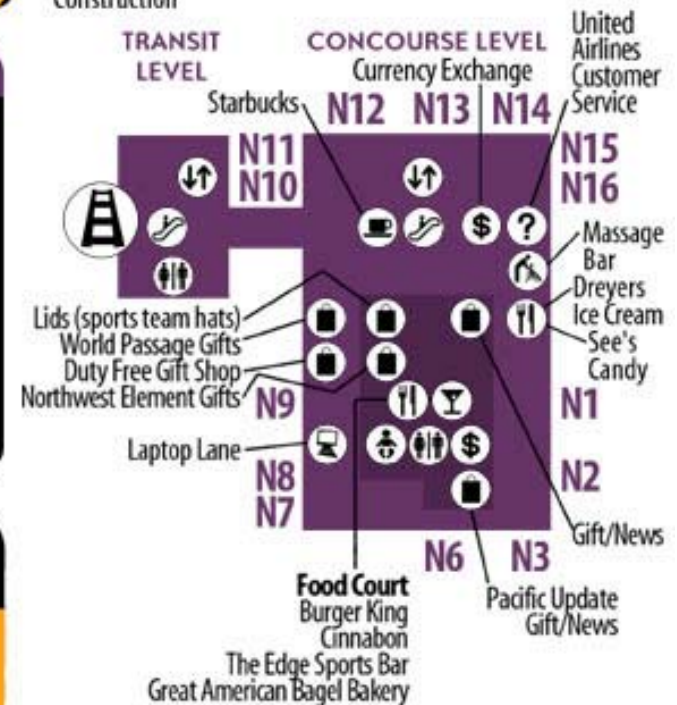 Construction
TRANSIT
LEVEL
CONCOURSE LEVEL
Currency Exchange
United
Airlines
Customer
Service
Starbucks
N12 N13 N14
N11
N10
N15
N16
$ ?
Massage
Bar
Dreyers
Ice Cream
See's
Candy
Lids (sports team hats)
World Passage Gifts
Duty Free Gift Shop
Northwest Element Gifts
N9
N1
Laptop Lane
$
N8
N7
N2
Gift/News
N6 N3
Pacific Update
Gift/News
Food Court
Burger King
Cinnabon
The Edge Sports Bar
Great American Bagel Bakery